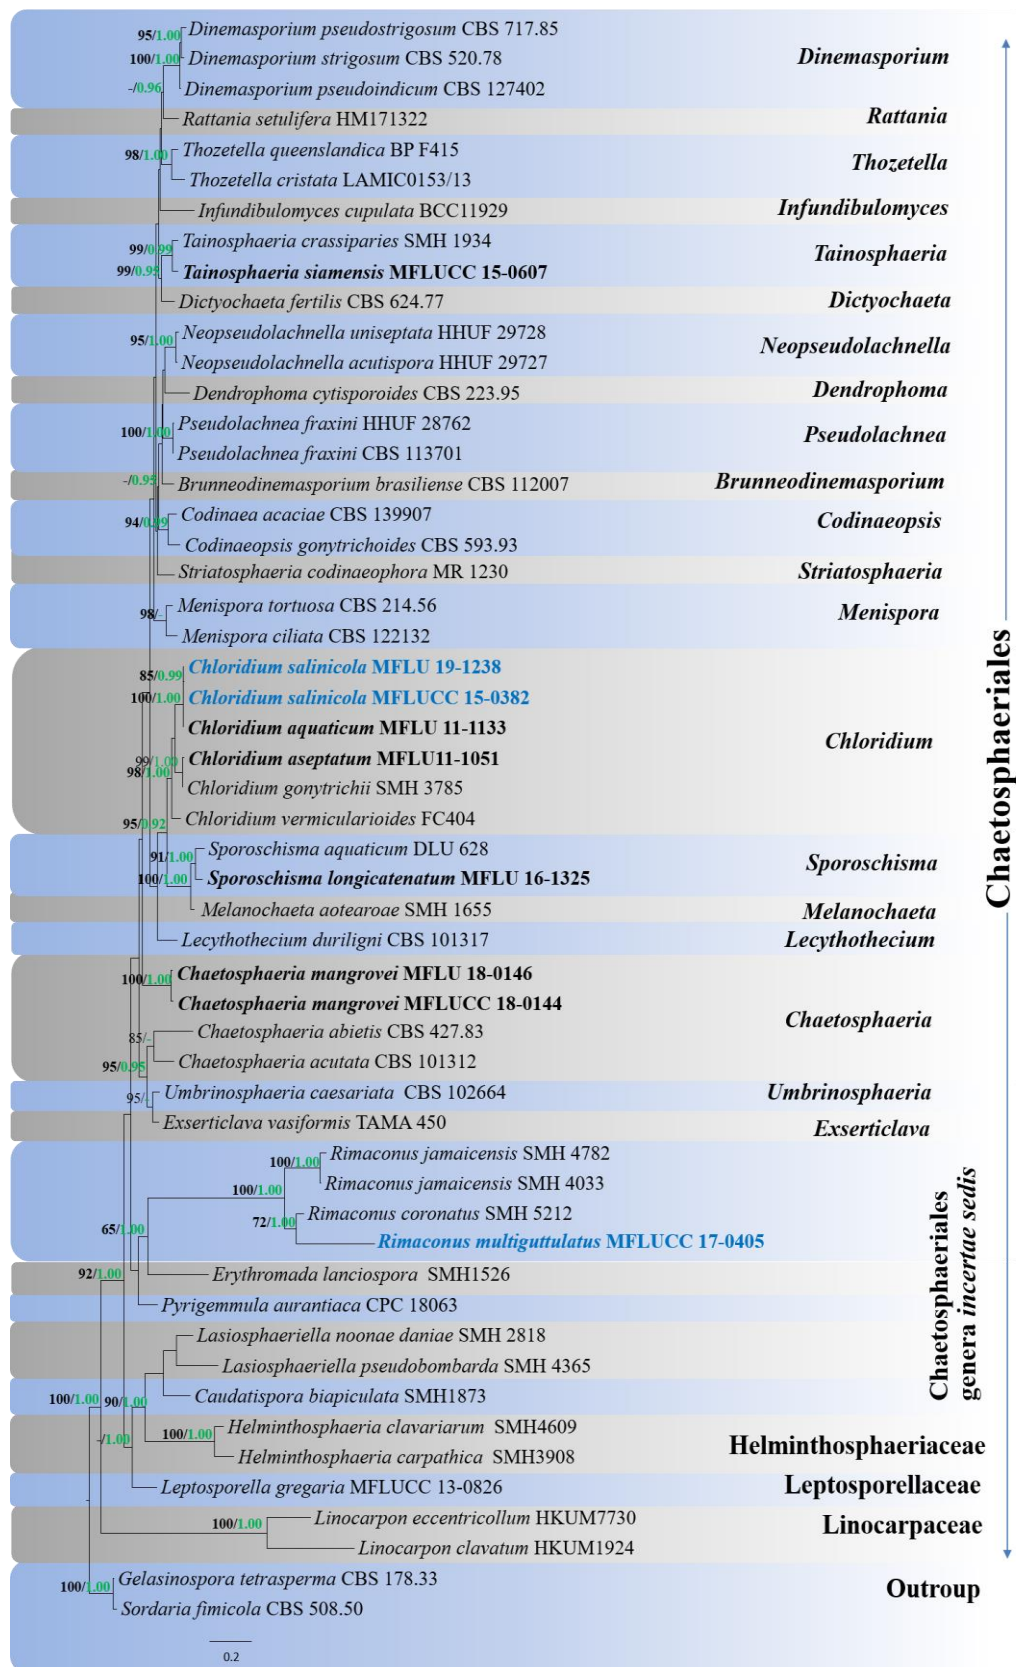 95/1.00
Dinemasporium pseudostrigosum CBS 717.85
100/1.00
Dinemasporium strigosum CBS 520.78
Dinemasporium
-/0.96
Dinemasporium pseudoindicum CBS 127402
Rattania setulifera HM171322
Rattania
98/1.00
Thozetella queenslandica BP F415
Thozetella
Thozetella cristata LAMIC0153/13
Infundibulomyces cupulata BCC11929
Infundibulomyces
99/0.99
Tainosphaeria crassiparies SMH 1934
Tainosphaeria
99/0.99
Tainosphaeria siamensis MFLUCC 15-0607
Dictyochaeta fertilis CBS 624.77
Dictyochaeta
95/1.00
Neopseudolachnella uniseptata HHUF 29728
Neopseudolachnella
Neopseudolachnella acutispora HHUF 29727
Dendrophoma cytisporoides CBS 223.95
Dendrophoma
100/1.00
Pseudolachnea fraxini HHUF 28762
Pseudolachnea
Pseudolachnea fraxini CBS 113701
-/0.95
Brunneodinemasporium brasiliense CBS 112007
Brunneodinemasporium
94/0.99
Codinaea acaciae CBS 139907
Codinaeopsis
Codinaeopsis gonytrichoides CBS 593.93
Striatosphaeria codinaeophora MR 1230
Striatosphaeria
98/-
Menispora tortuosa CBS 214.56
Menispora
Menispora ciliata CBS 122132
85/0.99
Chloridium salinicola MFLU 19-1238
100/1.00
Chloridium salinicola MFLUCC 15-0382
Chloridium aquaticum MFLU 11-1133
Chloridium
99/1.00
Chloridium aseptatum MFLU11-1051
98/1.00
Chloridium gonytrichii SMH 3785
Chloridium vermicularioides FC404
95/0.92
91/1.00
Sporoschisma aquaticum DLU 628
Sporoschisma
100/1.00
Sporoschisma longicatenatum MFLU 16-1325
Melanochaeta aotearoae SMH 1655
Melanochaeta
Lecythothecium duriligni CBS 101317
Lecythothecium
100/1.00
Chaetosphaeria mangrovei MFLU 18-0146
Chaetosphaeria mangrovei MFLUCC 18-0144
Chaetosphaeria
85/-
Chaetosphaeria abietis CBS 427.83
95/0.95
Chaetosphaeria acutata CBS 101312
95/-
Umbrinosphaeria caesariata CBS 102664
Umbrinosphaeria
Exserticlava vasiformis TAMA 450
Exserticlava
Chaetosphaeriales
100/1.00
Rimaconus jamaicensis SMH 4782
100/1.00
Rimaconus jamaicensis SMH 4033
72/1.00
Rimaconus coronatus SMH 5212
65/1.00
Rimaconus multiguttulatus MFLUCC 17-0405
92/1.00
Erythromada lanciospora SMH1526
Pyrigemmula aurantiaca CPC 18063
Lasiosphaeriella noonae daniae SMH 2818
Lasiosphaeriella pseudobombarda SMH 4365
Chaetosphaeriales
genera incertae sedis
100/1.00
90/1.00
Caudatispora biapiculata SMH1873
-/1.00
100/1.00
Helminthosphaeria clavariarum SMH4609
Helminthosphaeriaceae
Helminthosphaeria carpathica SMH3908
Leptosporella gregaria MFLUCC 13-0826
Leptosporellaceae
100/1.00
Linocarpon eccentricollum HKUM7730
Linocarpaceae
Linocarpon clavatum HKUM1924
100/1.00
Gelasinospora tetrasperma CBS 178.33
Outroup
Sordaria fimicola CBS 508.50
0.2